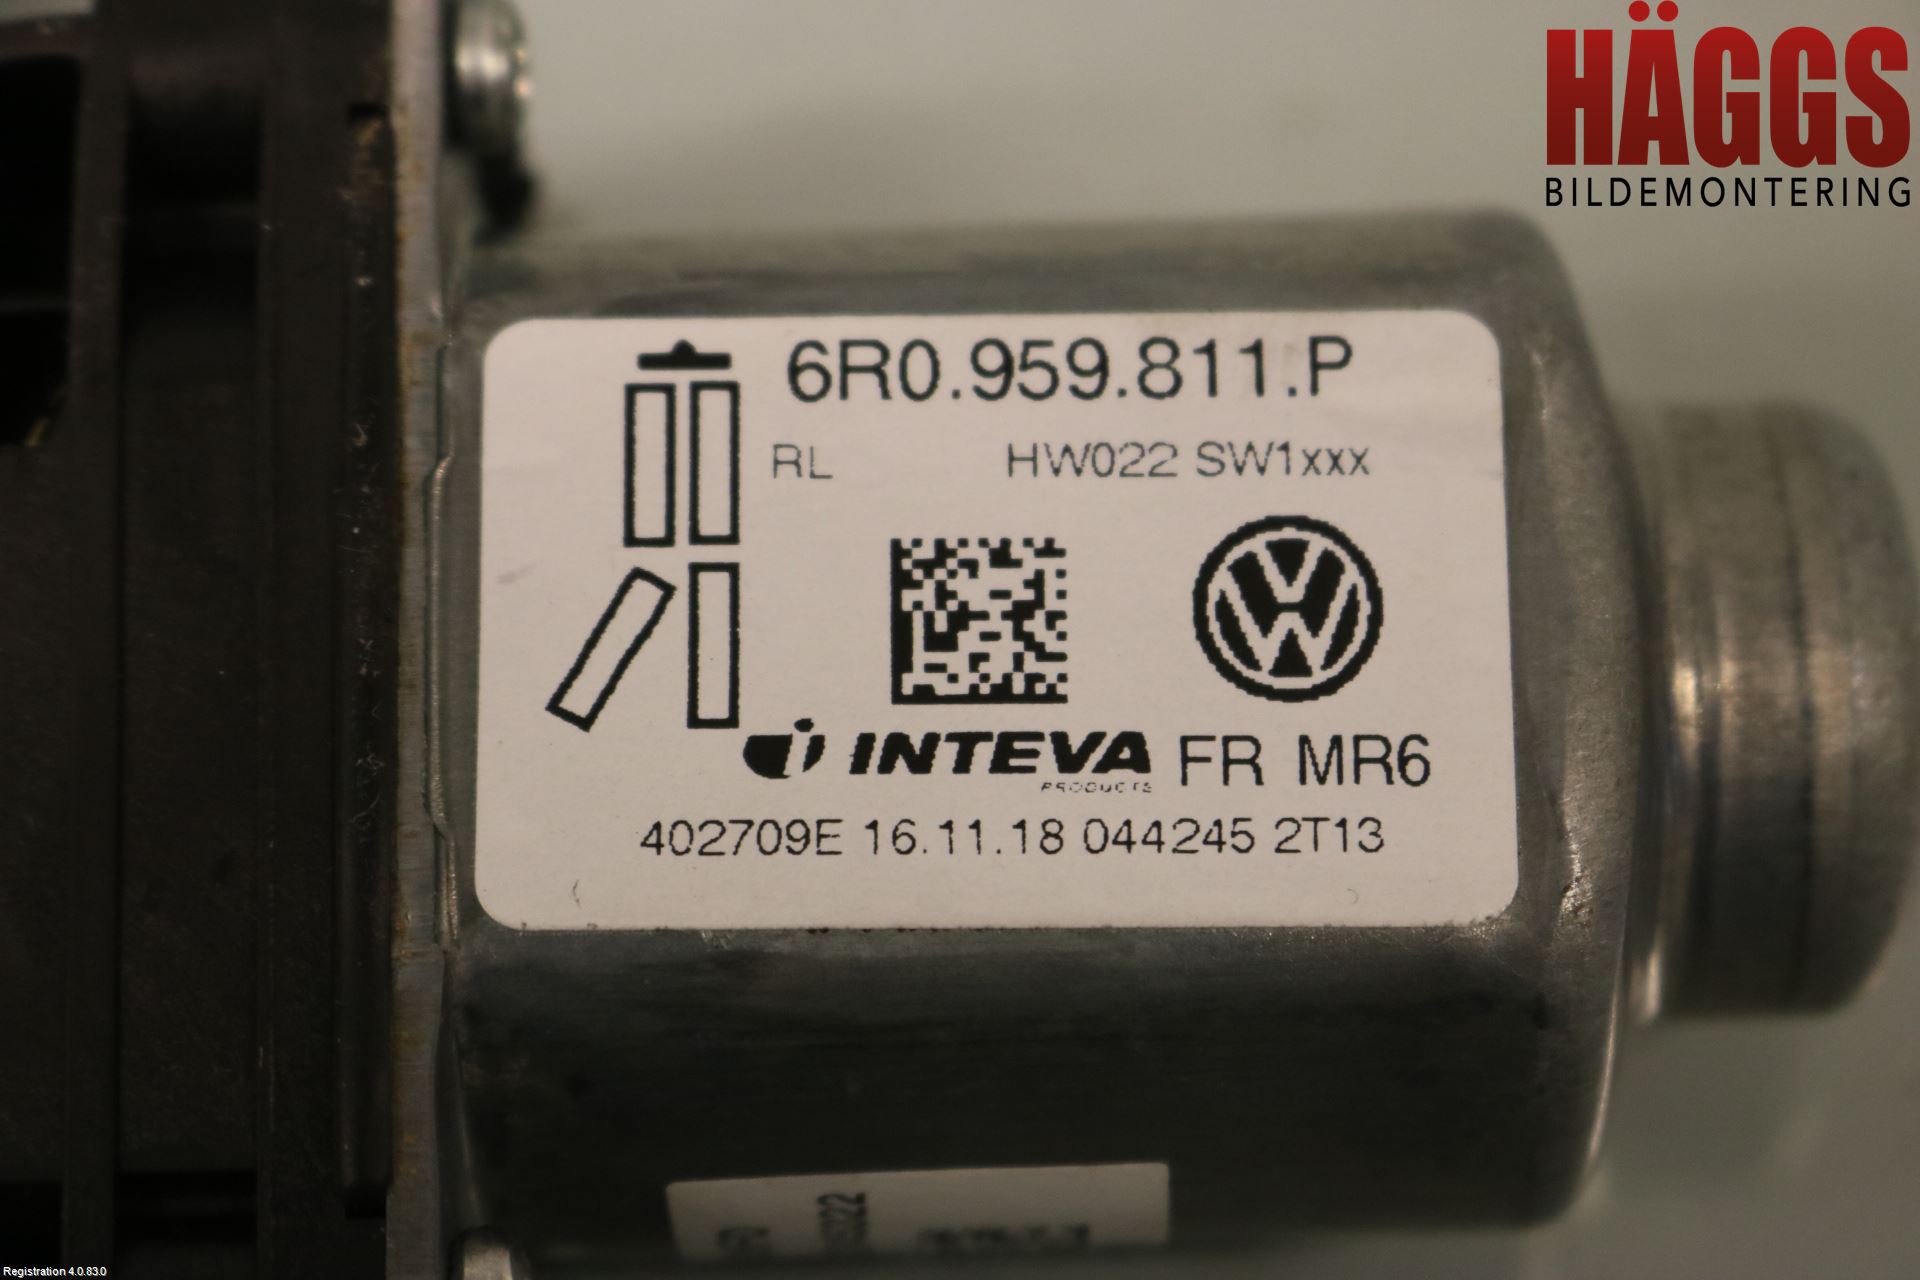 HÄGGS
BILDEMONTERING
6R0.959.811.P
RL HW022 SW1xxx
INTEVA FR MR6
PRODUCTS
402709E 16.11.18 044245 2T13
Registration 4.0.83.0